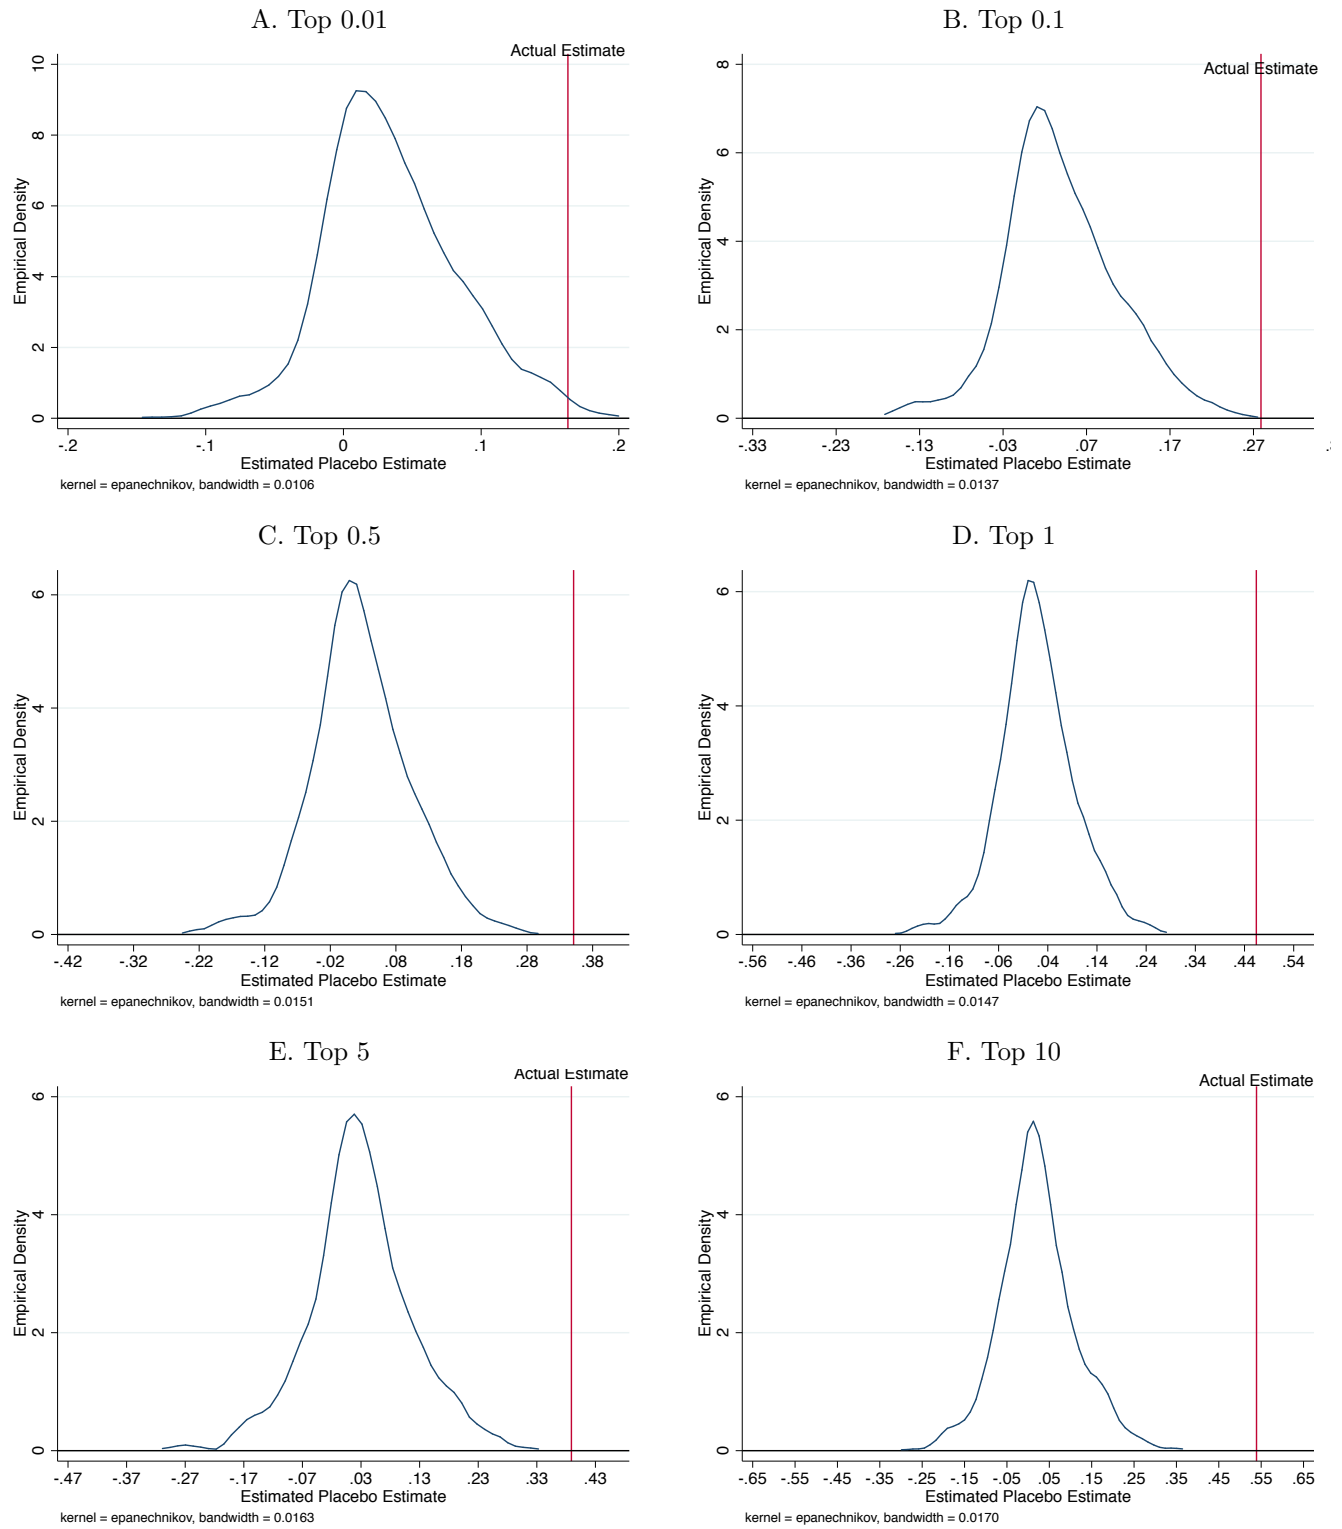 A. Top 0.01
Actual Estimate
Empirical Density
0 2 4 6 8 10
-.2 -.1 0 .1 .2
Estimated Placebo Estimate
kernel = epanechnikov, bandwidth = 0.0106
B. Top 0.1
Actual Estimate
Empirical Density
0 2 4 6 8
-.33 -.23 -.13 -.03 .07 .17 .27
Estimated Placebo Estimate
kernel = epanechnikov, bandwidth = 0.0137
C. Top 0.5
Empirical Density
0 2 4 6
-.42 -.32 -.22 -.12 -.02 .08 .18 .28 .38
Estimated Placebo Estimate
kernel = epanechnikov, bandwidth = 0.0151
D. Top 1
Empirical Density
0 2 4 6
-.56 -.46 -.36 -.26 -.16 -.06 .04 .14 .34 .44 .54
Estimated Placebo Estimate
kernel = epanechnikov, bandwidth = 0.0147
E. Top 5
Actual Estimate
Empirical Density
0 2 4 6
-.47 -.37 -.27 -.17 -.07 .03 .13 .23 .33 .43
Estimated Placebo Estimate
kernel = epanechnikov, bandwidth = 0.0163
F. Top 10
Actual Estimate
Empirical Density
0 2 4 6
-.65 -.55 -.45 -.35 -.25 -.15 -.05 .05 .15 .25 .35 .45 .55 .65
Estimated Placebo Estimate
kernel = epanechnikov, bandwidth = 0.0170